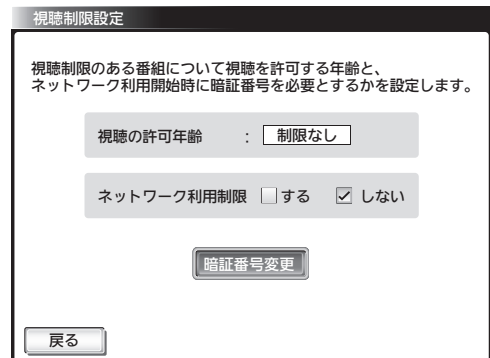 視聴制限設定
視聴制限のある番組について視聴を許可する年齢と、
ネットワーク利用開始時に暗証番号を必要とするかを設定します。
視聴の許可年齢 : 制限なし
ネットワーク利用制限 する しない
暗証番号変更
戻る